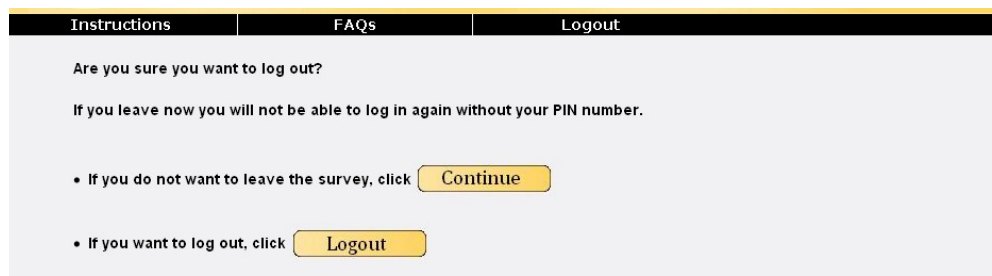 Instructions FAQs Logout
Are you sure you want to log out?
If you leave now you will not be able to log in again without your PIN number.
• If you do not want to leave the survey, click Continue
• If you want to log out, click Logout